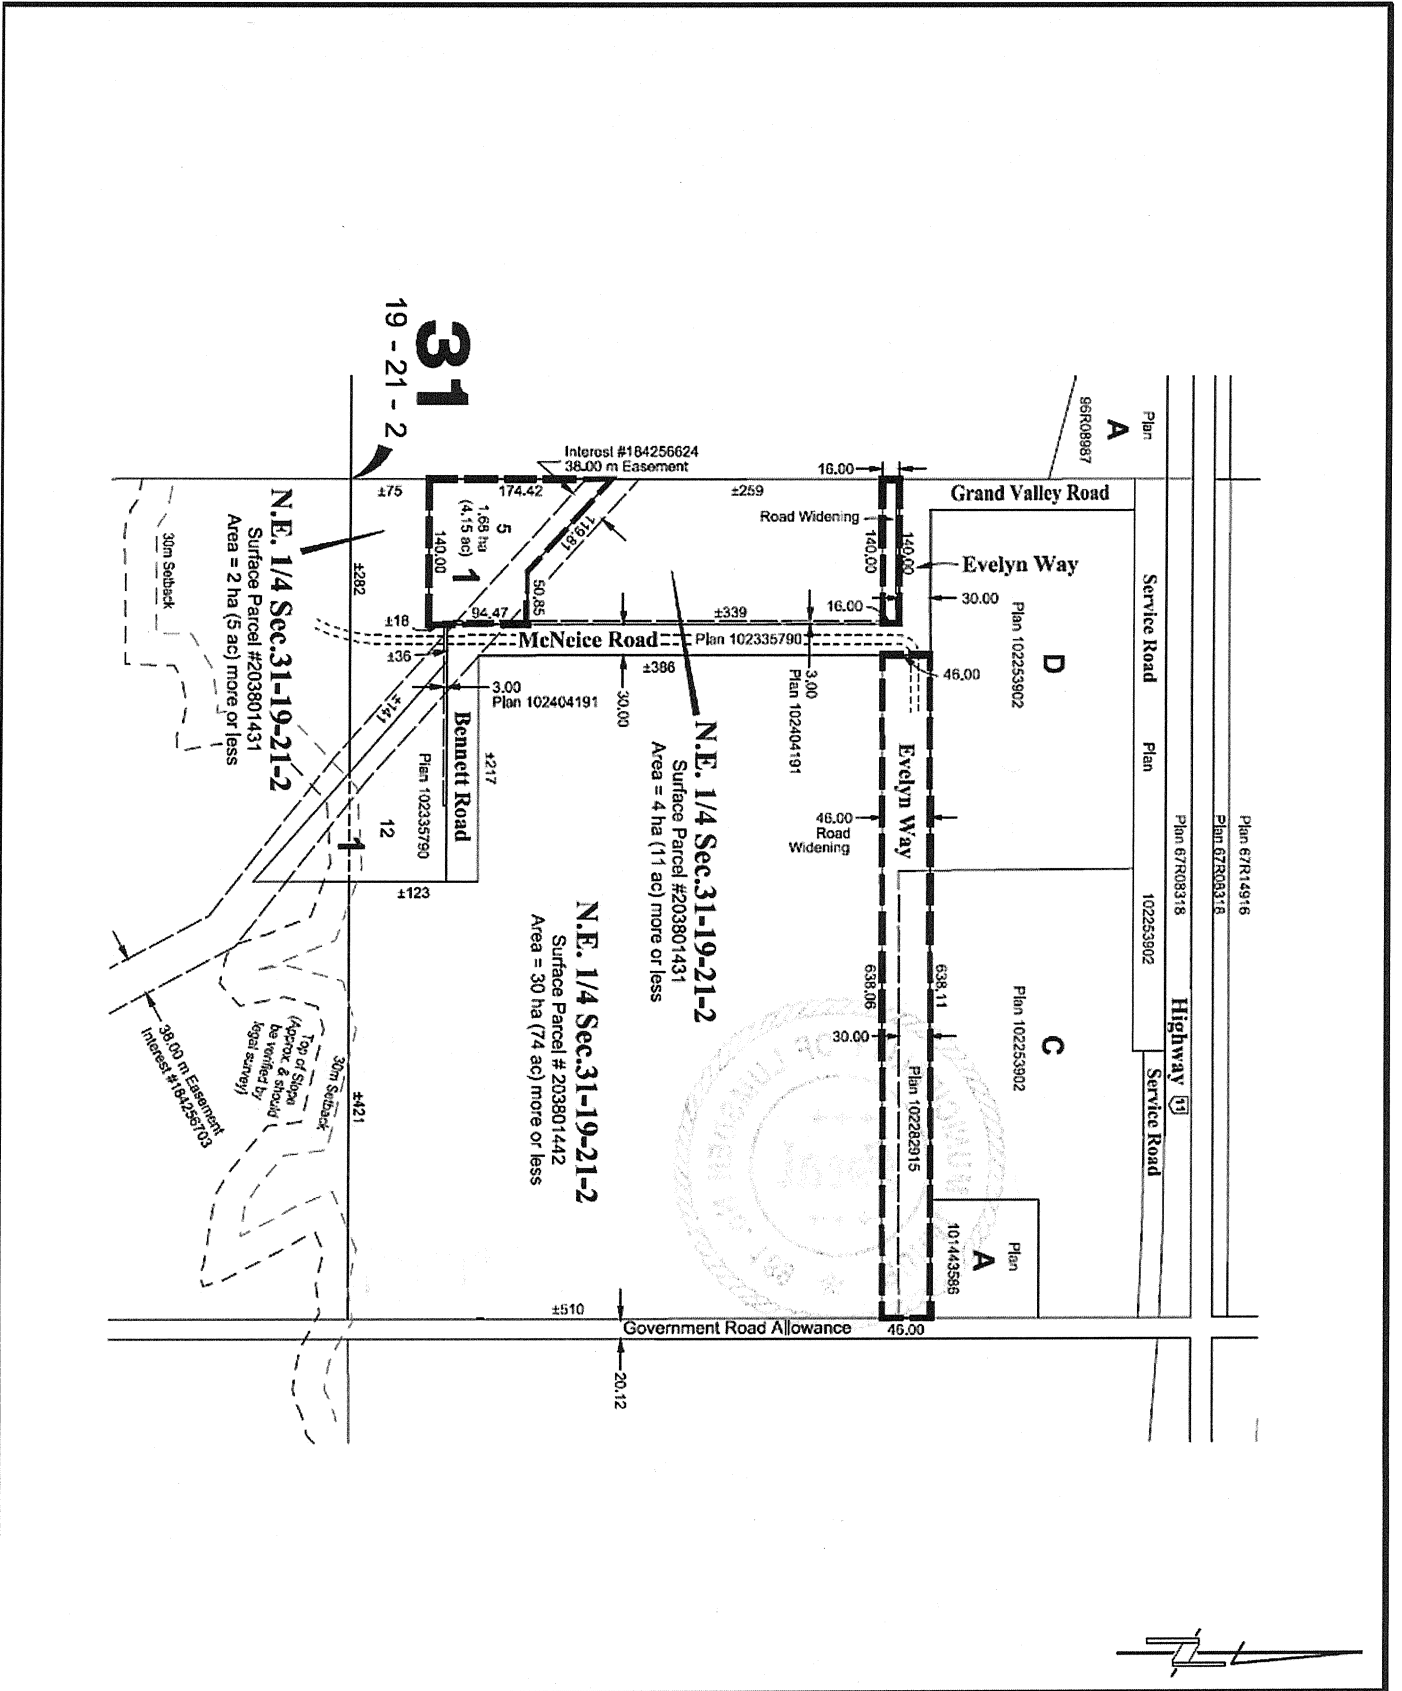 31
19 - 21 - 2
Plan
A
96R08987
Interest #184256624
38.00 m Easement
16.00
Grand Valley Road
±75
174.42
±259
Road Widening
140.00
140.00
Evelyn Way
30.00
16.00
5
1.68 ha
(4.15 ac)
1
140.00
119.81
50.85
94.47
±339
±18
±36
±282
30m Setback
N.E. 1/4 Sec.31-19-21-2
Surface Parcel #203801431
Area = 2 ha (5 ac) more or less
McNeice Road
Plan 102335790
±386
46.00
3.00
Plan 102404191
30.00
3.00
Plan 102404191
±141
Bennett Road
±217
Plan 102335790
12
1
±123
N.E. 1/4 Sec.31-19-21-2
Surface Parcel #203801431
Area = 4 ha (11 ac) more or less
Evelyn Way
46.00
Road
Widening
D
Plan 102253902
Service Road
Plan
102253902
Plan 67R08318
Plan 67R08318
Plan 67R14916
Highway 11
Service Road
C
Plan 102253902
638.06
638.11
30.00
Plan 102282915
N.E. 1/4 Sec.31-19-21-2
Surface Parcel # 203801442
Area = 30 ha (74 ac) more or less
38.00 m Easement
Interest #184256703
Top of Slope
(Approx. & should
be verified by
legal survey)
30m Setback
±421
Plan
A
101443586
±510
Government Road Allowance
46.00
20.12